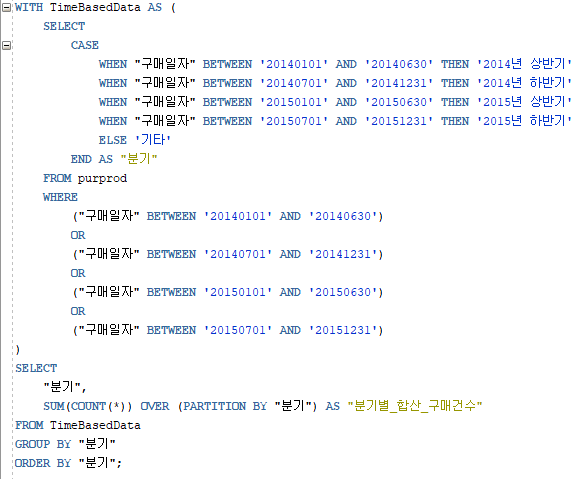 WITH TimeBasedData AS (
SELECT
CASE
WHEN "구매일자" BETWEEN '20140101' AND '20140630' THEN '2014년 상반기'
WHEN "구매일자" BETWEEN '20140701' AND '20141231' THEN '2014년 하반기'
WHEN "구매일자" BETWEEN '20150101' AND '20150630' THEN '2015년 상반기'
WHEN "구매일자" BETWEEN '20150701' AND '20151231' THEN '2015년 하반기'
ELSE '기타'
END AS "분기"
FROM purprod
WHERE
("구매일자" BETWEEN '20140101' AND '20140630')
OR
("구매일자" BETWEEN '20140701' AND '20141231')
OR
("구매일자" BETWEEN '20150101' AND '20150630')
OR
("구매일자" BETWEEN '20150701' AND '20151231')
)
SELECT
"분기",
SUM(COUNT(*)) OVER (PARTITION BY "분기") AS "분기별_합산_구매건수"
FROM TimeBasedData
GROUP BY "분기"
ORDER BY "분기";